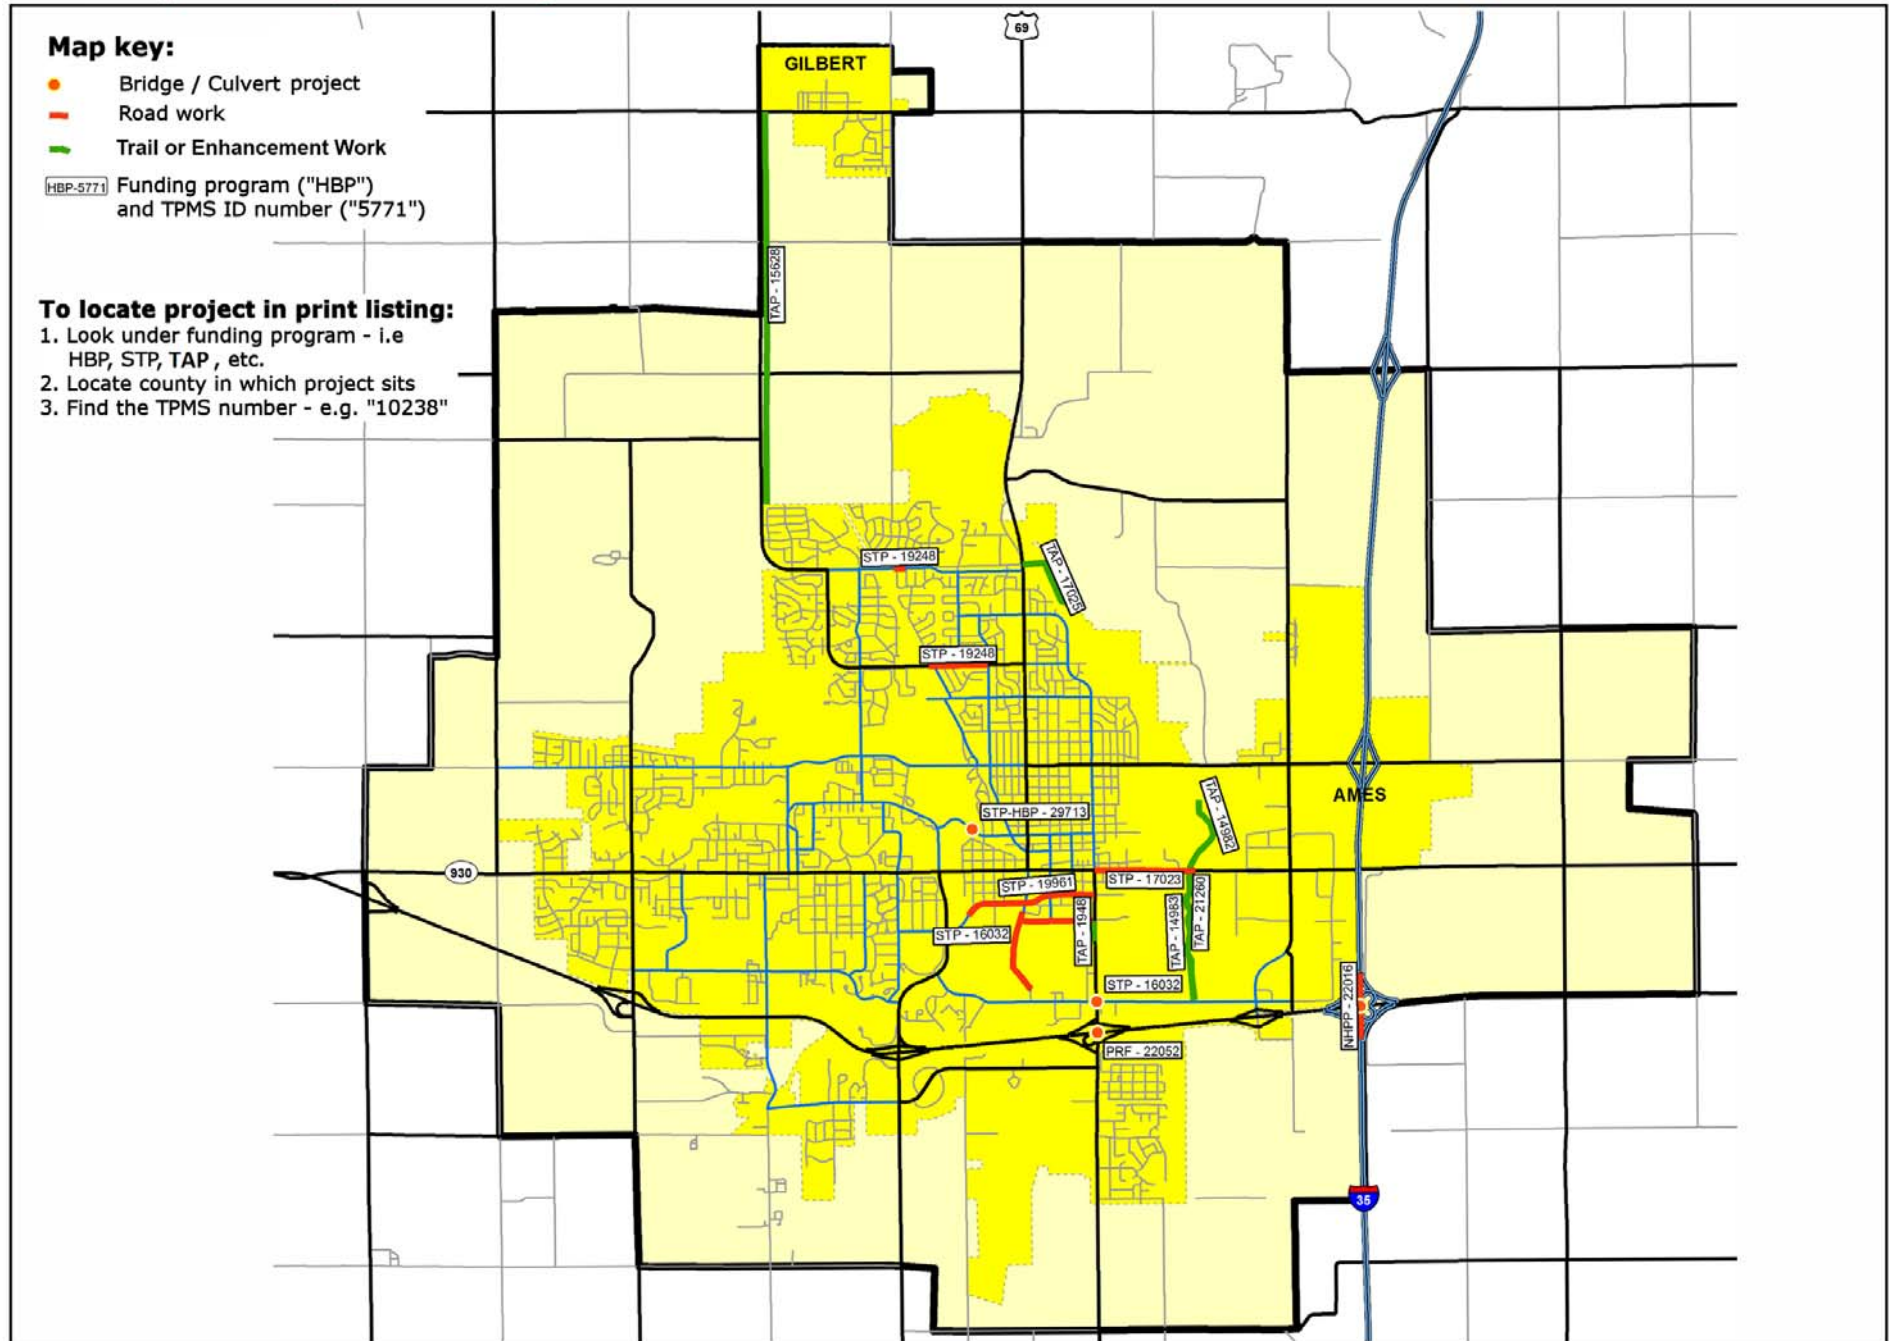 Map key:
Bridge / Culvert project
Road work
Trail or Enhancement Work
HBP-5771
Funding program ("HBP")
and TPMS ID number ("5771")
To locate project in print listing:
1. Look under funding program - i.e
HBP, STP, TAP , etc.
2. Locate county in which project sits
3. Find the TPMS number - e.g. "10238"
69
GILBERT
TAP - 15628
STP - 19248
TAP - 17025
STP - 19248
AMES
TAP - 14982
STP-HBP - 29713
930
STP - 19961
STP - 17023
STP - 16032
TAP - 1948
TAP - 14983
TAP - 21260
STP - 16032
NHPP - 22016
PRF - 22052
35